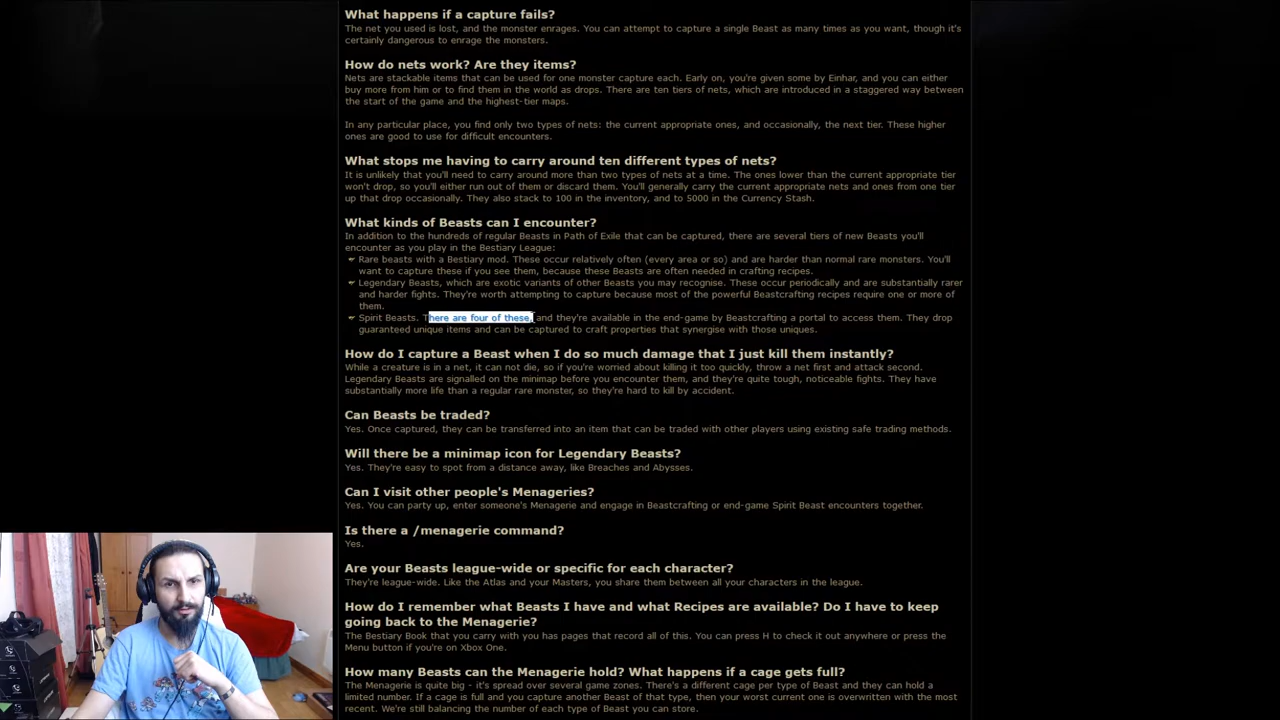 What happens if a capture fails?
The net you used is lost, and the monster enrages. You can attempt to capture a single Beast as many times as you want, though it's
certainly dangerous to enrage the monsters.
How do nets work? Are they items?
Nets are stackable items that can be used for one monster capture each. Early on, you're given some by Einhar, and you can either
buy more from him or to find them in the world as drops. There are ten tiers of nets, which are introduced in a staggered way between
the start of the game and the highest-tier maps.
In any particular place, you find only two types of nets: the current appropriate ones, and occasionally, the next tier. These higher
ones are good to use for difficult encounters.
What stops me having to carry around ten different types of nets?
It is unlikely that you'll need to carry around more than two types of nets at a time. The ones lower than the current appropriate tier
won't drop, so you'll either run out of them or discard them. You'll generally carry the current appropriate nets and ones from one tier
up that drop occasionally. They also stack to 100 in the inventory, and to 5000 in the Currency Stash.
What kinds of Beasts can I encounter?
In addition to the hundreds of regular Beasts in Path of Exile that can be captured, there are several tiers of new Beasts you'll
encounter as you play in the Bestiary League:
Rare beasts with a Bestiary mod. These occur relatively often (every area or so) and are harder than normal rare monsters. You'll
want to capture these if you see them, because these Beasts are often needed in crafting recipes.
Legendary Beasts, which are exotic variants of other Beasts you may recognise. These occur periodically and are substantially rarer
and harder fights. They're worth attempting to capture because most of the powerful Beastcrafting recipes require one or more of
them.
Spirit Beasts. There are four of these, and they're available in the end-game by Beastcrafting a portal to access them. They drop
guaranteed unique items and can be captured to craft properties that synergise with those uniques.
How do I capture a Beast when I do so much damage that I just kill them instantly?
While a creature is in a net, it can not die, so if you're worried about killing it too quickly, throw a net first and attack second.
Legendary Beasts are signalled on the minimap before you encounter them, and they're quite tough, noticeable fights. They have
substantially more life than a regular rare monster, so they're hard to kill by accident.
Can Beasts be traded?
Yes. Once captured, they can be transferred into an item that can be traded with other players using existing safe trading methods.
Will there be a minimap icon for Legendary Beasts?
Yes. They're easy to spot from a distance away, like Breaches and Abysses.
Can I visit other people's Menageries?
Yes. You can party up, enter someone's Menagerie and engage in Beastcrafting or end-game Spirit Beast encounters together.
Is there a /menagerie command?
Yes.
Are your Beasts league-wide or specific for each character?
They're league-wide. Like the Atlas and your Masters, you share them between all your characters in the league.
How do I remember what Beasts I have and what Recipes are available? Do I have to keep
going back to the Menagerie?
The Bestiary Book that you carry with you has pages that record all of this. You can press H to check it out anywhere or press the
Menu button if you're on Xbox One.
How many Beasts can the Menagerie hold? What happens if a cage gets full?
The Menagerie is quite big - it's spread over several game zones. There's a different cage per type of Beast and they can hold a
limited number. If a cage is full and you capture another Beast of that type, then your worst current one is overwritten with the most
recent. We're still balancing the number of each type of Beast you can store.